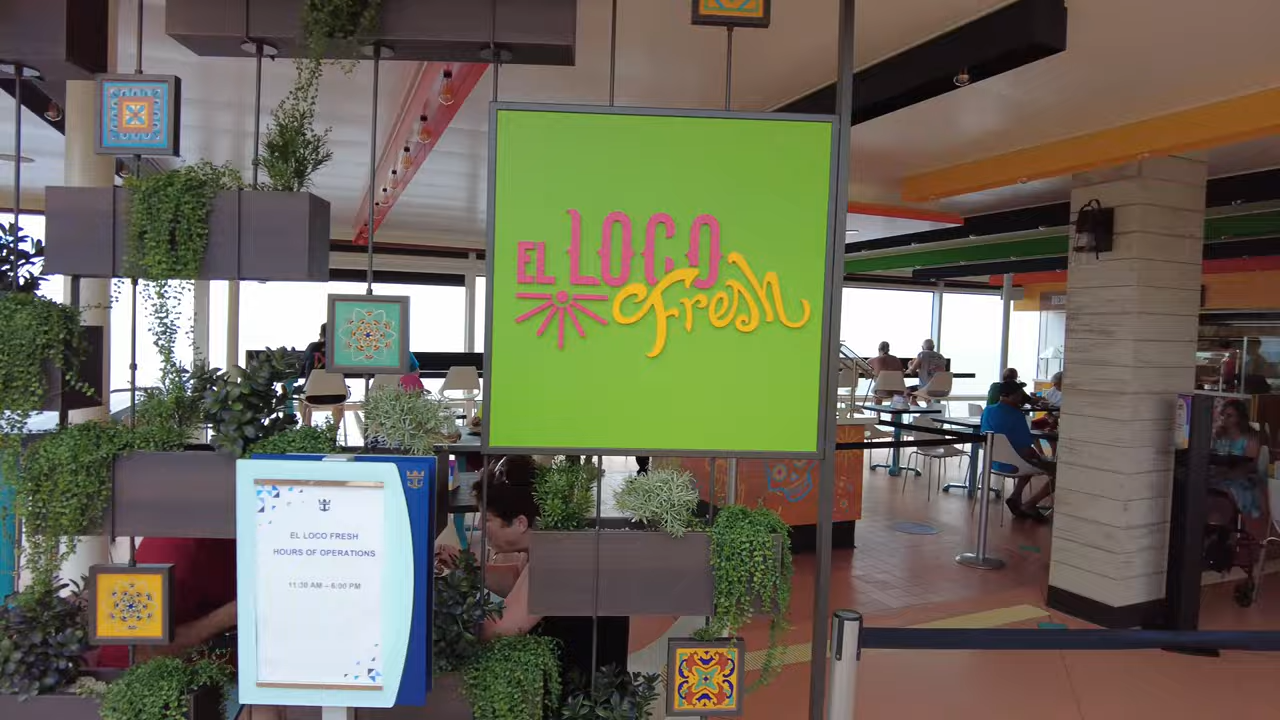 EL LOCO
Fresh
EL LOCO FRESH
HOURS OF OPERATIONS
11:30 AM – 6:00 PM